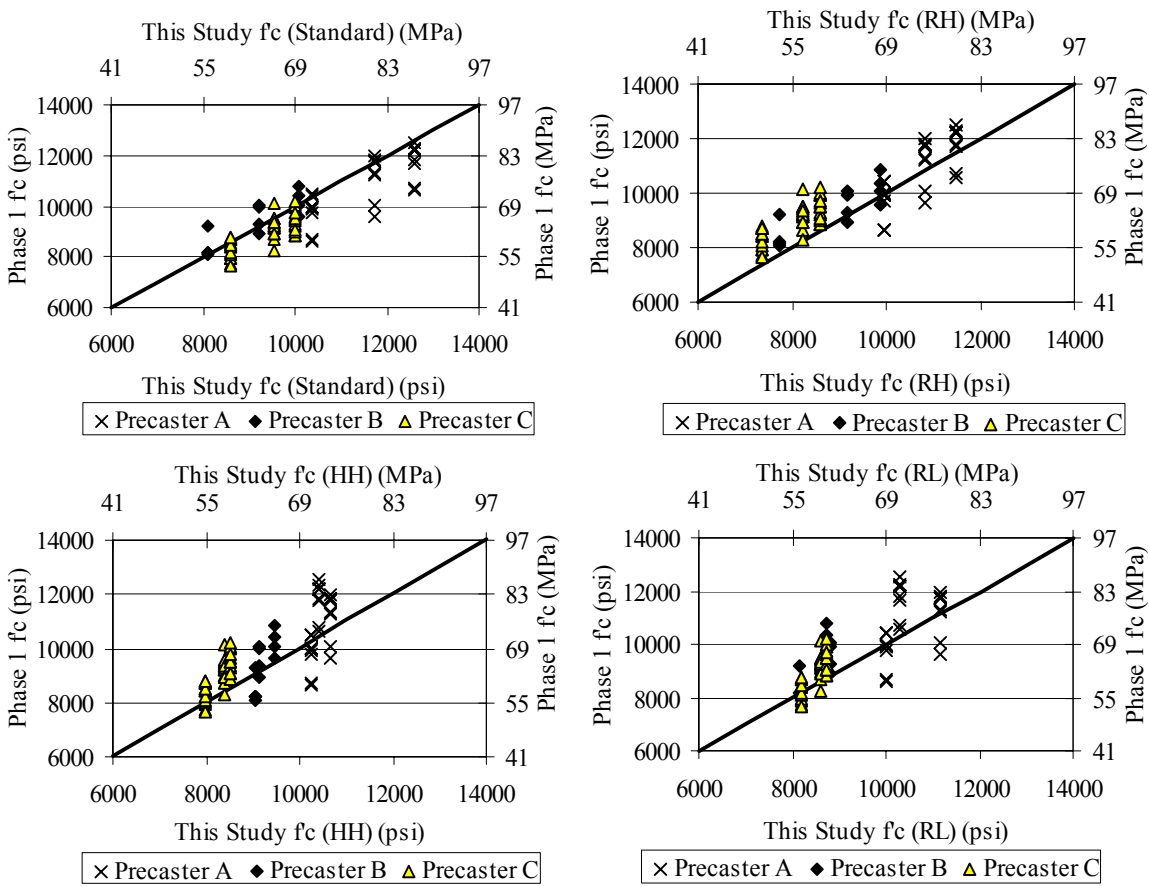 This Study f'c (Standard) (MPa)
41 55 69 83 97
14000 12000 10000 8000 6000
Phase 1 f'c (psi)
97 83 69 55 41
Phase 1 f'c (MPa)
6000 8000 10000 12000 14000
This Study f'c (Standard) (psi)
Precaster A Precaster B Precaster C
This Study f'c (RH) (MPa)
41 55 69 83 97
14000 12000 10000 8000 6000
Phase 1 f'c (psi)
97 83 69 55 41
Phase 1 f'c (MPa)
6000 8000 10000 12000 14000
This Study f'c (RH) (psi)
Precaster A Precaster B Precaster C
This Study f'c (HH) (MPa)
41 55 69 83 97
14000 12000 10000 8000 6000
Phase 1 f'c (psi)
97 83 69 55 41
Phase 1 f'c (MPa)
6000 8000 10000 12000 14000
This Study f'c (HH) (psi)
Precaster A Precaster B Precaster C
This Study f'c (RL) (MPa)
41 55 69 83 97
14000 12000 10000 8000 6000
Phase 1 f'c (psi)
97 83 69 55 41
Phase 1 f'c (MPa)
6000 8000 10000 12000 14000
This Study f'c (RL) (psi)
Precaster A Precaster B Precaster C